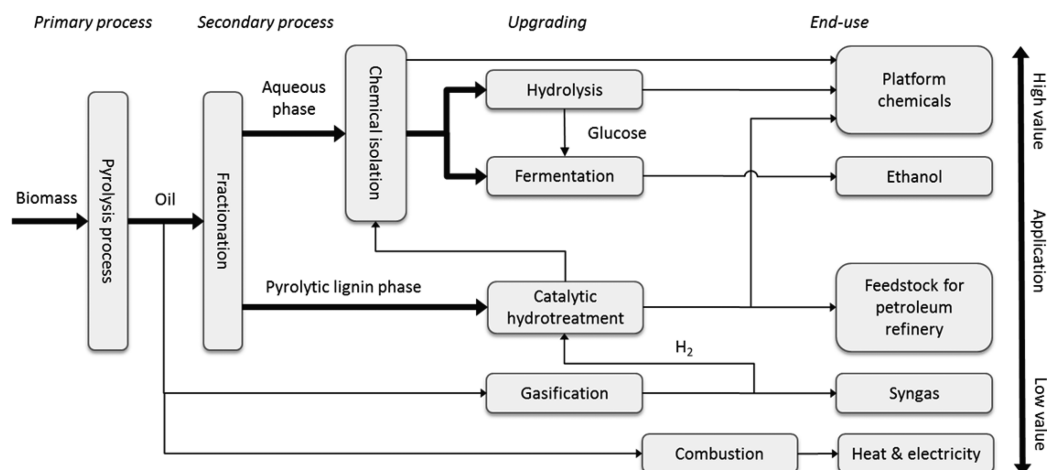 Primary process
Secondary process
Upgrading
End-use
Biomass
Pyrolysis process
Oil
Fractionation
Aqueous
phase
Pyrolytic lignin phase
Chemical isolation
Hydrolysis
Glucose
Fermentation
Catalytic
hydrotreatment
H₂
Gasification
Combustion
Platform
chemicals
Ethanol
Feedstock for
petroleum
refinery
Syngas
Heat & electricity
High value
Application
Low value